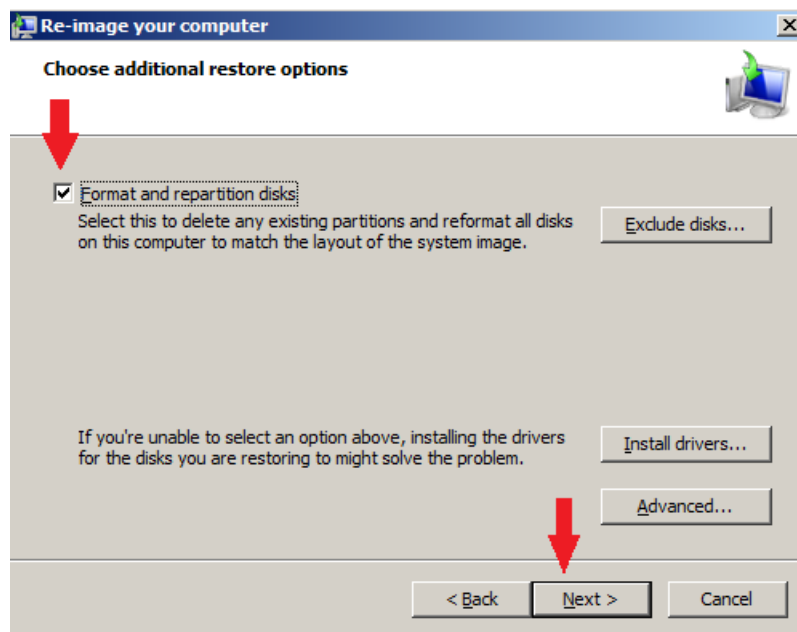 Re-image your computer
Choose additional restore options
Format and repartition disks
Select this to delete any existing partitions and reformat all disks
on this computer to match the layout of the system image.
Exclude disks...
If you're unable to select an option above, installing the drivers
for the disks you are restoring to might solve the problem.
Install drivers...
Advanced...
< Back
Next >
Cancel